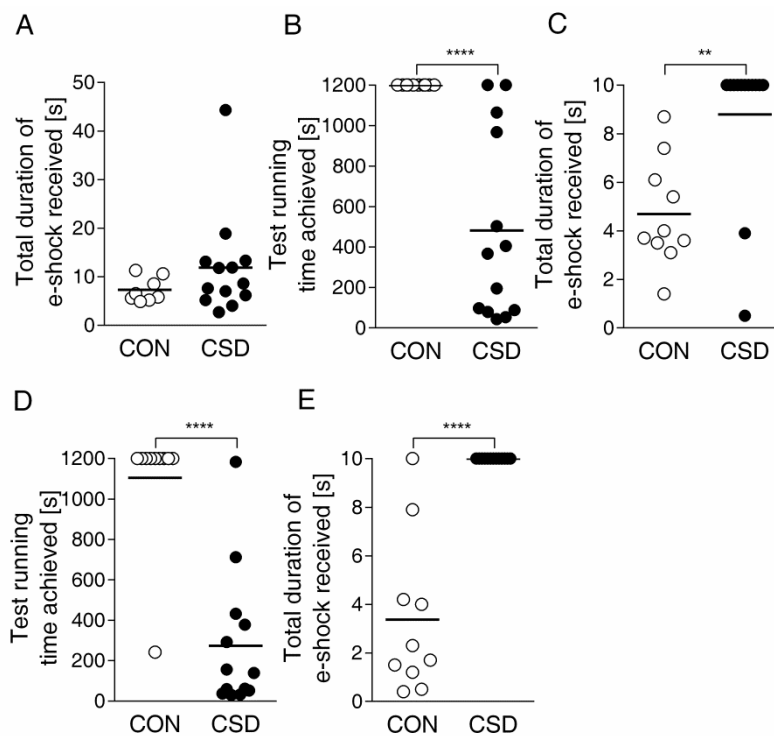 A
Total duration of
e-shock received [s]
50
40
30
20
10
0
CON
CSD
B
****
Test running
time achieved [s]
1200
1000
800
600
400
200
0
CON
CSD
C
**
Total duration of
e-shock received [s]
10
8
6
4
2
0
CON
CSD
D
****
Test running
time achieved [s]
1200
1000
800
600
400
200
0
CON
CSD
E
****
Total duration of
e-shock received [s]
10
8
6
4
2
0
CON
CSD